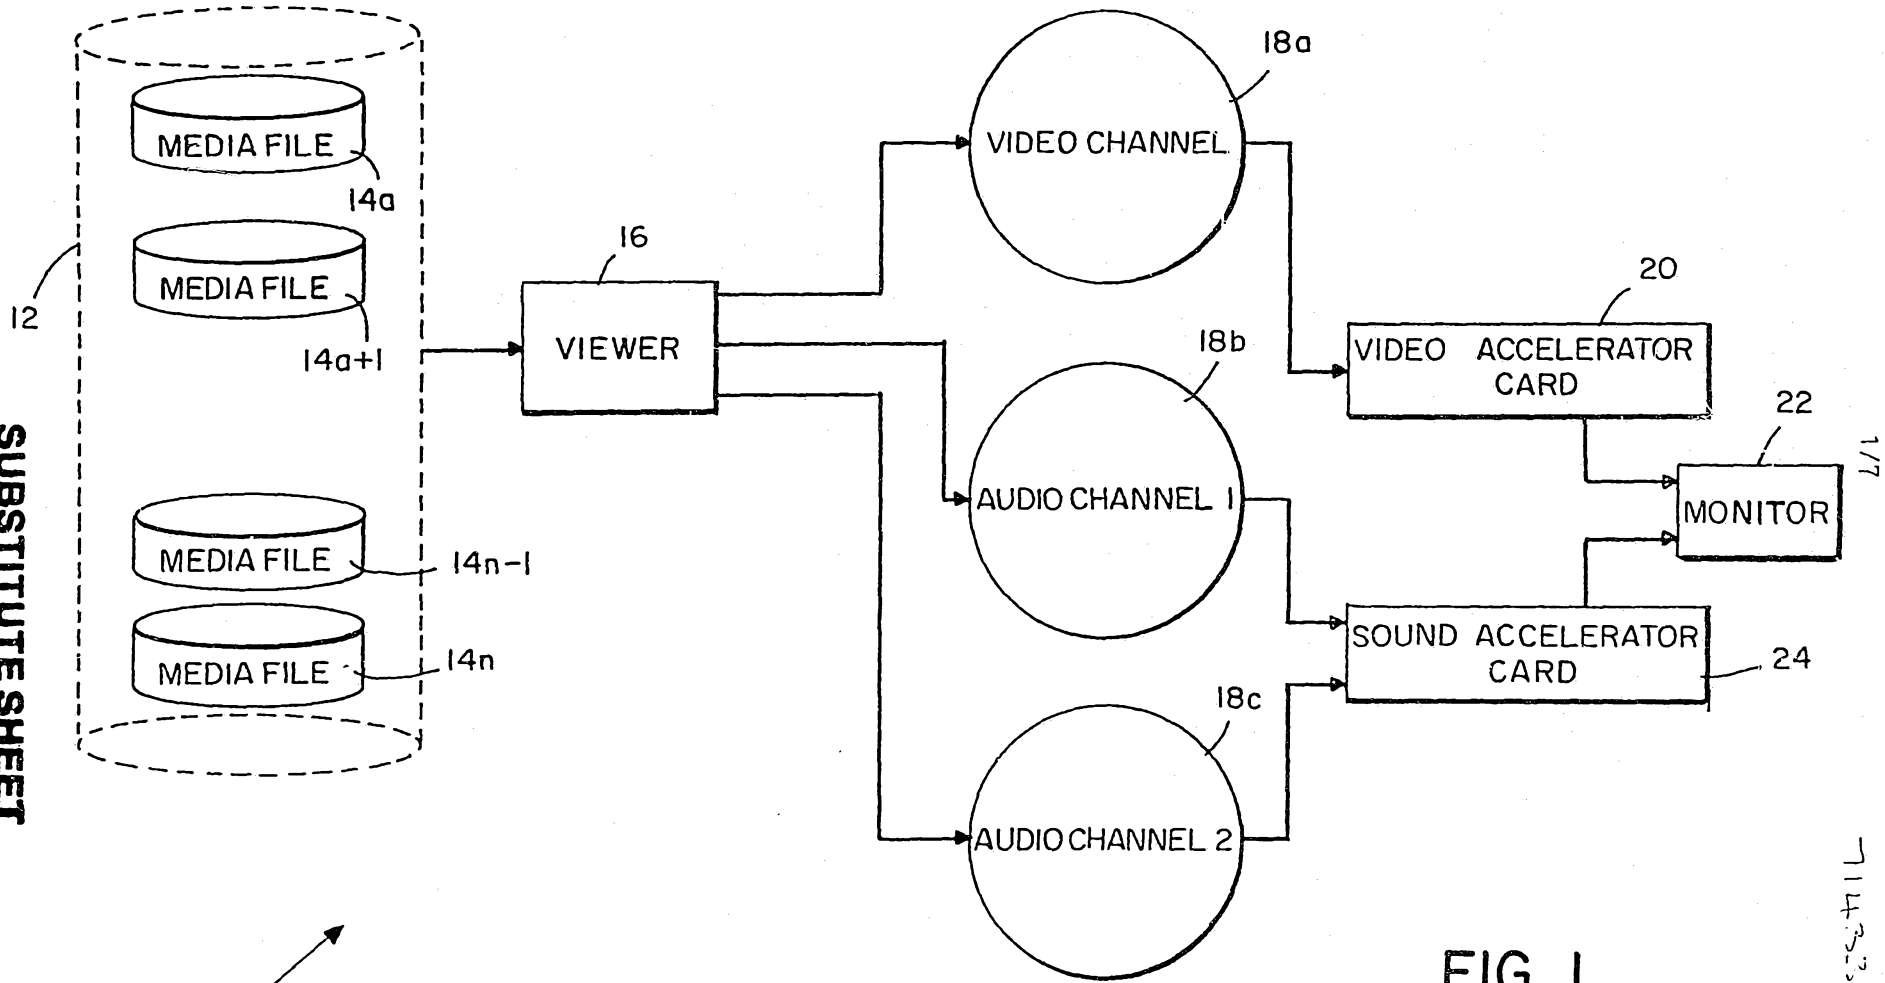 MEDIA FILE
14a
MEDIA FILE
14a+1
12
MEDIA FILE
14n-1
MEDIA FILE
14n
16
VIEWER
18a
VIDEO CHANNEL
18b
AUDIO CHANNEL 1
18c
AUDIO CHANNEL 2
20
VIDEO ACCELERATOR
CARD
22
MONITOR
SOUND ACCELERATOR
CARD
24
FIG. 1
SUBSTITUTE SHEET
1/7